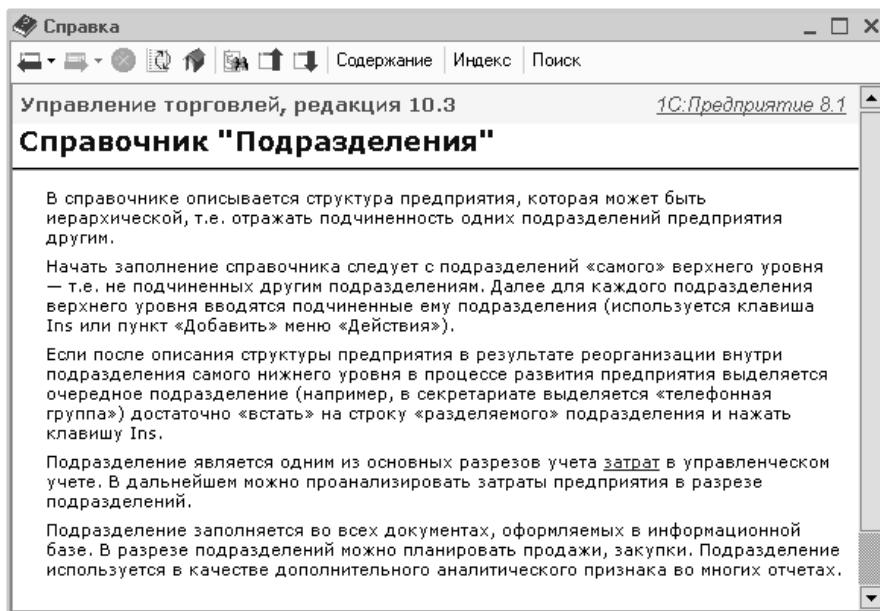 Справка
Содержание Индекс Поиск
Управление торговлей, редакция 10.3 1С:Предприятие 8.1
Справочник "Подразделения"
В справочнике описывается структура предприятия, которая может быть
иерархической, т.е. отражать подчиненность одних подразделений предприятия
другим.
Начать заполнение справочника следует с подразделений «самого» верхнего уровня
— т.е. не подчиненных другим подразделениям. Далее для каждого подразделения
верхнего уровня вводятся подчиненные ему подразделения (используется клавиша
Ins или пункт «Добавить» меню «Действия»).
Если после описания структуры предприятия в результате реорганизации внутри
подразделения самого нижнего уровня в процессе развития предприятия выделяется
очередное подразделение (например, в секретариате выделяется «телефонная
группа») достаточно «встать» на строку «разделяемого» подразделения и нажать
клавишу Ins.
Подразделение является одним из основных разрезов учета затрат в управленческом
учете. В дальнейшем можно проанализировать затраты предприятия в разрезе
подразделений.
Подразделение заполняется во всех документах, оформляемых в информационной
базе. В разрезе подразделений можно планировать продажи, закупки. Подразделение
используется в качестве дополнительного аналитического признака во многих отчетах.